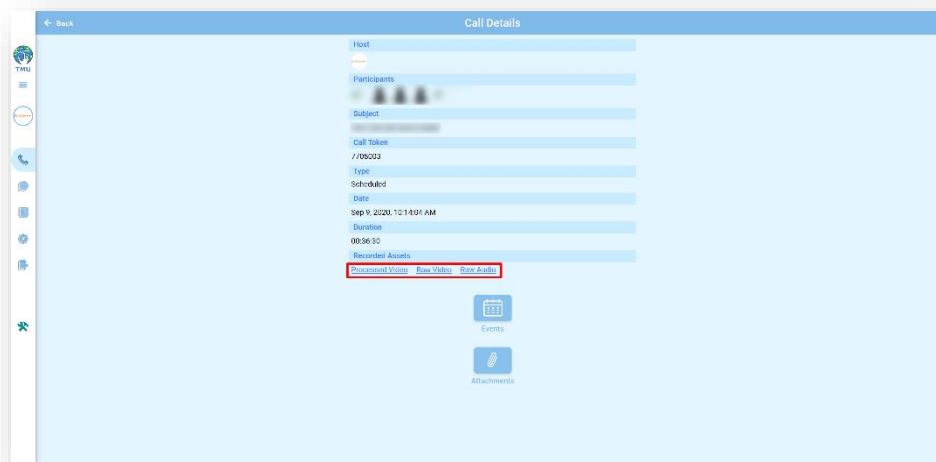 Back
Call Details
TMU
Host
Participants
Subject
Call Token
7705003
Type
Scheduled
Date
Sep 9, 2020, 10:14:04 AM
Duration
00:36:30
Recorded Assets
Processed Video Raw Video Raw Audio
Events
Attachments